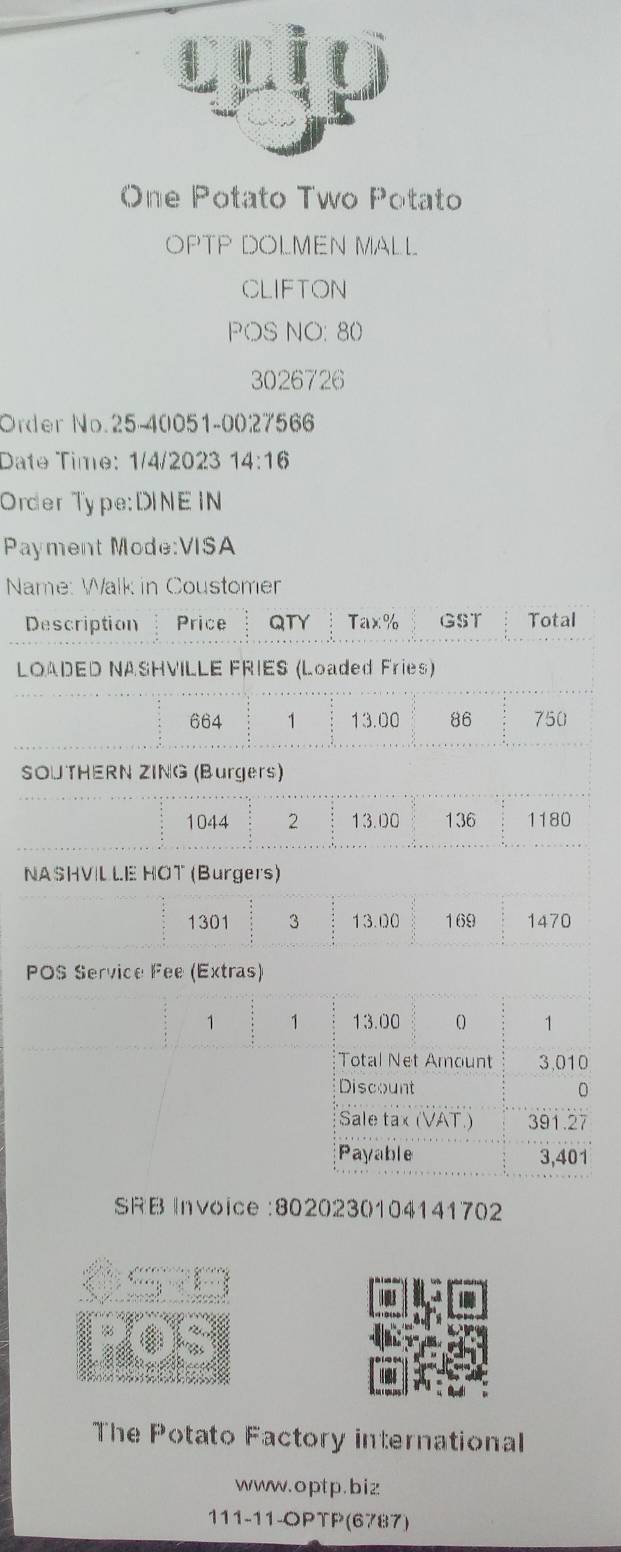 optp
One Potato Two Potato
OPTP DOLMEN MALL
CLIFTON
POS NO: 80
3026726
Order No.25-40051-0027566
Date Time: 1/4/2023 14:16
Order Type:DINE IN
Payment Mode:VISA
Name: Walk in Coustomer
Description Price QTY Tax% GST Total
LOADED NASHVILLE FRIES (Loaded Fries)
664 1 13.00 86 750
SOUTHERN ZING (Burgers)
1044 2 13.00 136 1180
NASHVILLE HOT (Burgers)
1301 3 13.00 169 1470
POS Service Fee (Extras)
1 1 13.00 0 1
Total Net Amount 3,010
Discount 0
Sale tax (VAT.) 391.27
Payable 3,401
SRB Invoice :8020230104141702
SRB
POS
The Potato Factory international
www.optp.biz
111-11-OPTP(6787)